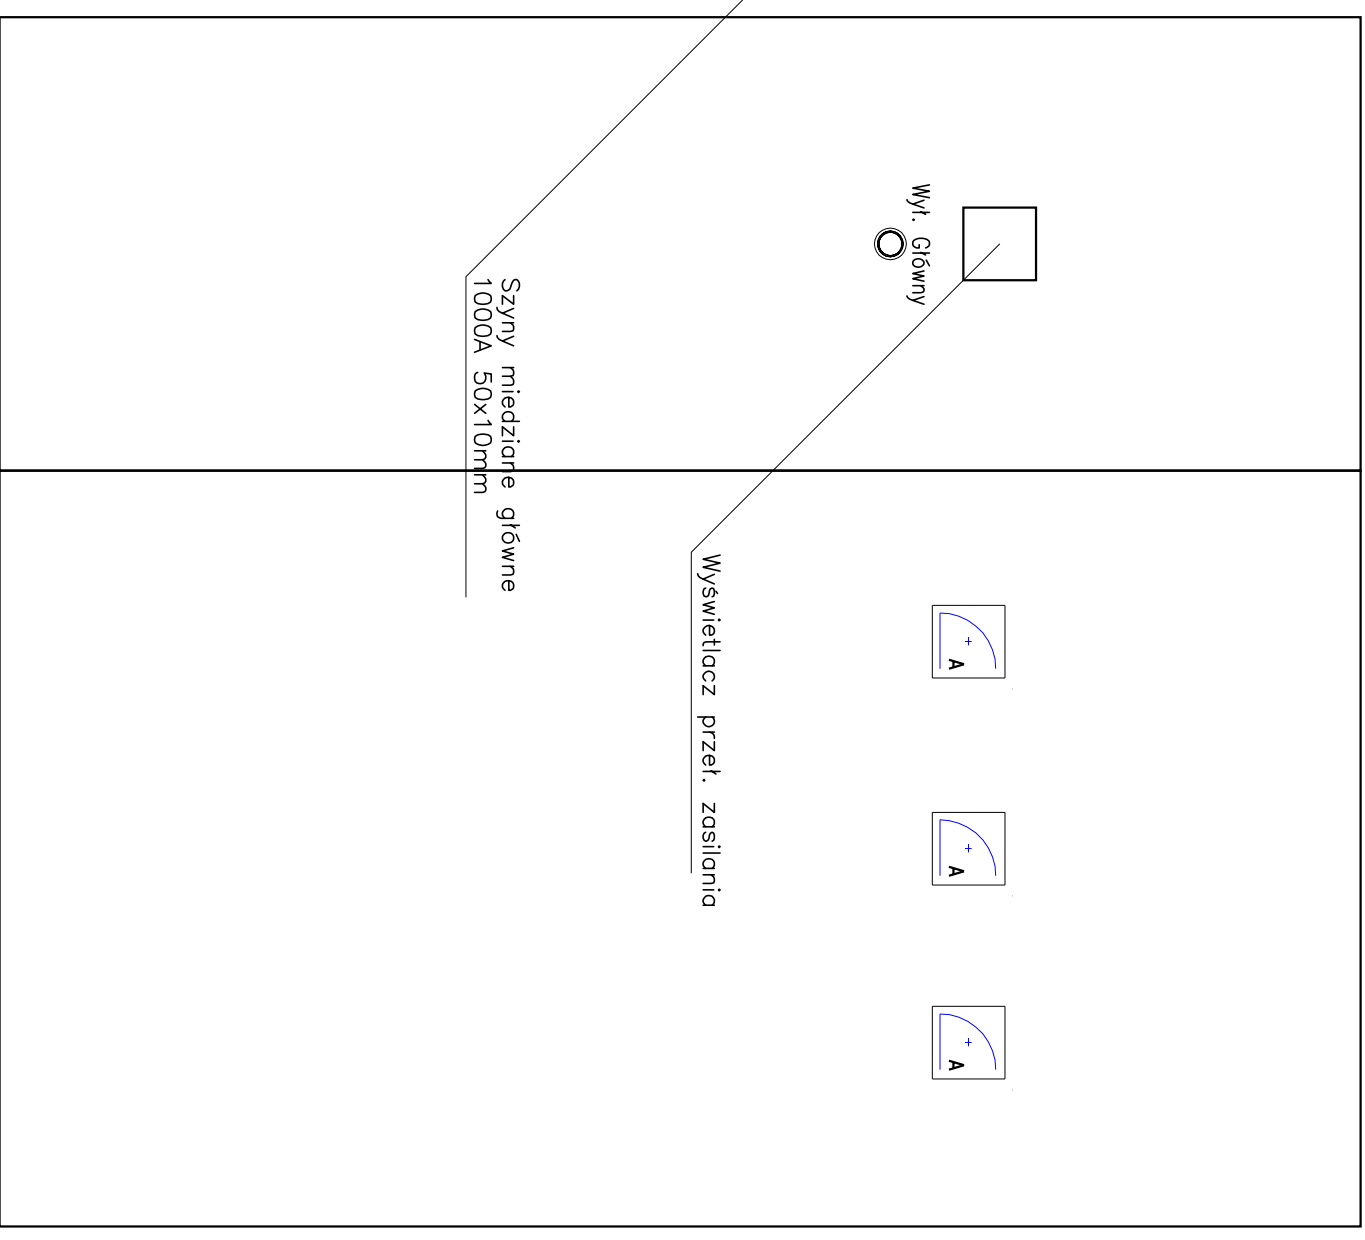 Wył. Główny
Szyny miedziane główne
1000A 50x10mm
Wyświetlacz przeł. zasilania
A
A
A